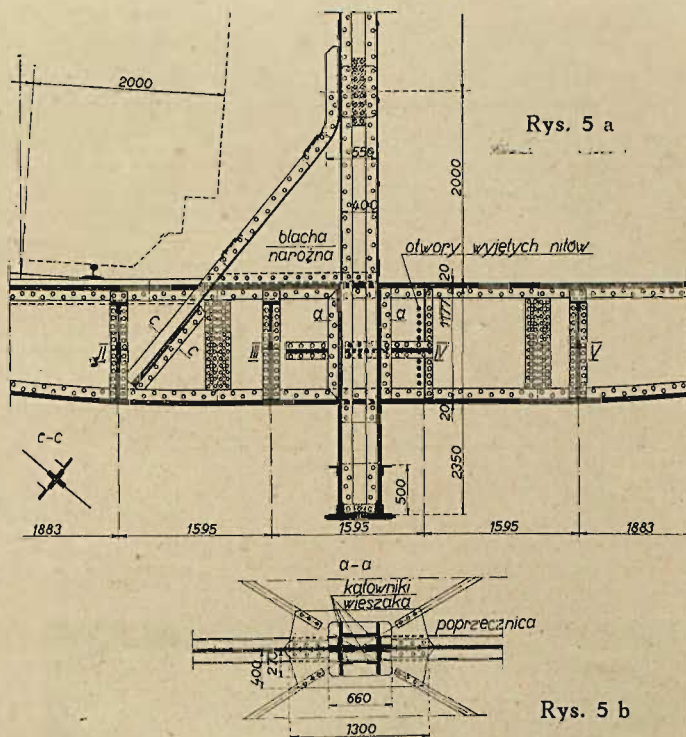 2000
Rys. 5 a
550
2000
400
blacha
narożna
otwory wyjętych nitów
20
1177
a
a
c
c
II
III
IV
V
20
2350
500
c-c
1883
1595
1595
1595
1883
a-a
kątowniki
wieszaka
poprzecznica
400
270
660
1300
Rys. 5 b